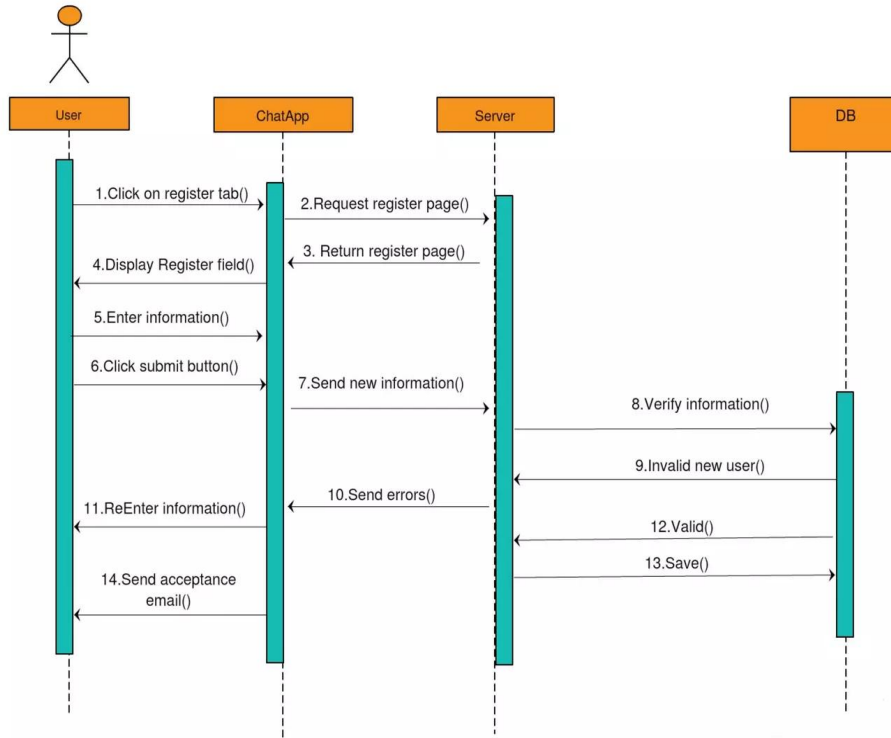 User
ChatApp
Server
DB
1.Click on register tab()
2.Request register page()
3. Return register page()
4.Display Register field()
5.Enter information()
6.Click submit button()
7.Send new information()
8.Verify information()
9.Invalid new user()
10.Send errors()
11.ReEnter information()
12.Valid()
13.Save()
14.Send acceptance
email()